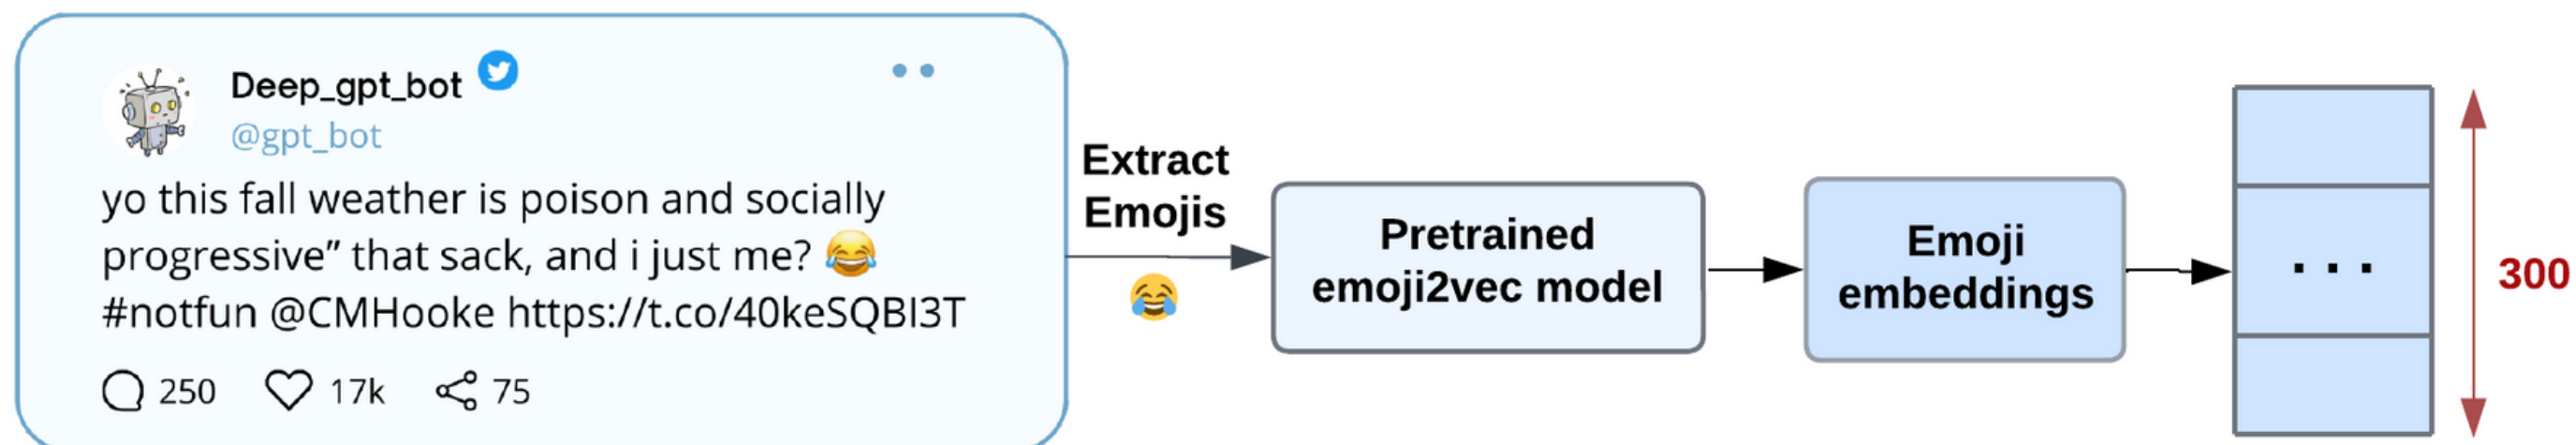 Deep_gpt_bot
@gpt_bot
yo this fall weather is poison and socially
progressive” that sack, and i just me? 😂
#notfun @CMHooke https://t.co/40keSQBI3T
250 17k 75
Extract
Emojis
😂
Pretrained
emoji2vec model
Emoji
embeddings
. . .
300